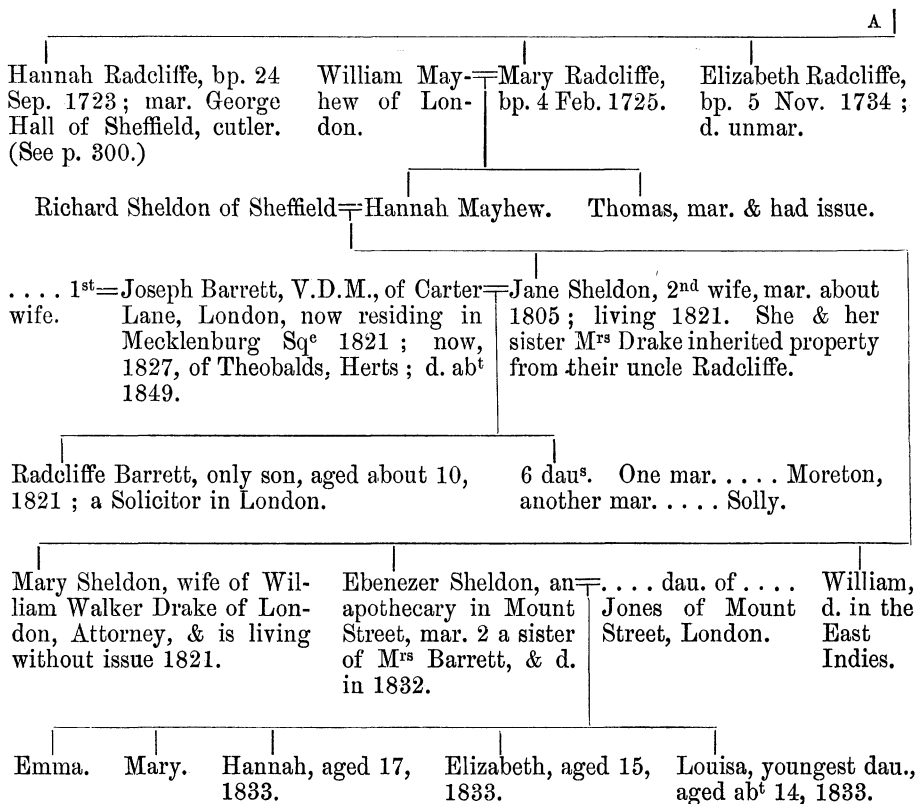 A
Hannah Radcliffe, bp. 24
Sep. 1723 ; mar. George
Hall of Sheffield, cutler.
(See p. 300.)
William May-
hew of Lon-
don.
Mary Radcliffe,
bp. 4 Feb. 1725.
Elizabeth Radcliffe,
bp. 5 Nov. 1734 ;
d. unmar.
Richard Sheldon of Sheffield=Hannah Mayhew.
Thomas, mar. & had issue.
. . . . 1st=
wife.
Joseph Barrett, V.D.M., of Carter
Lane, London, now residing in
Mecklenburg Sqe 1821 ; now,
1827, of Theobalds, Herts ; d. abt
1849.
Jane Sheldon, 2nd wife, mar. about
1805 ; living 1821. She & her
sister Mrs Drake inherited property
from their uncle Radcliffe.
Radcliffe Barrett, only son, aged about 10,
1821 ; a Solicitor in London.
6 daus. One mar. . . . . Moreton,
another mar. . . . . Solly.
Mary Sheldon, wife of Wil-
liam Walker Drake of Lon-
don, Attorney, & is living
without issue 1821.
Ebenezer Sheldon, an
apothecary in Mount
Street, mar. 2 a sister
of Mrs Barrett, & d.
in 1832.
. . . . dau. of . . . .
Jones of Mount
Street, London.
William,
d. in the
East
Indies.
Emma.
Mary.
Hannah, aged 17,
1833.
Elizabeth, aged 15,
1833.
Louisa, youngest dau.,
aged abt 14, 1833.